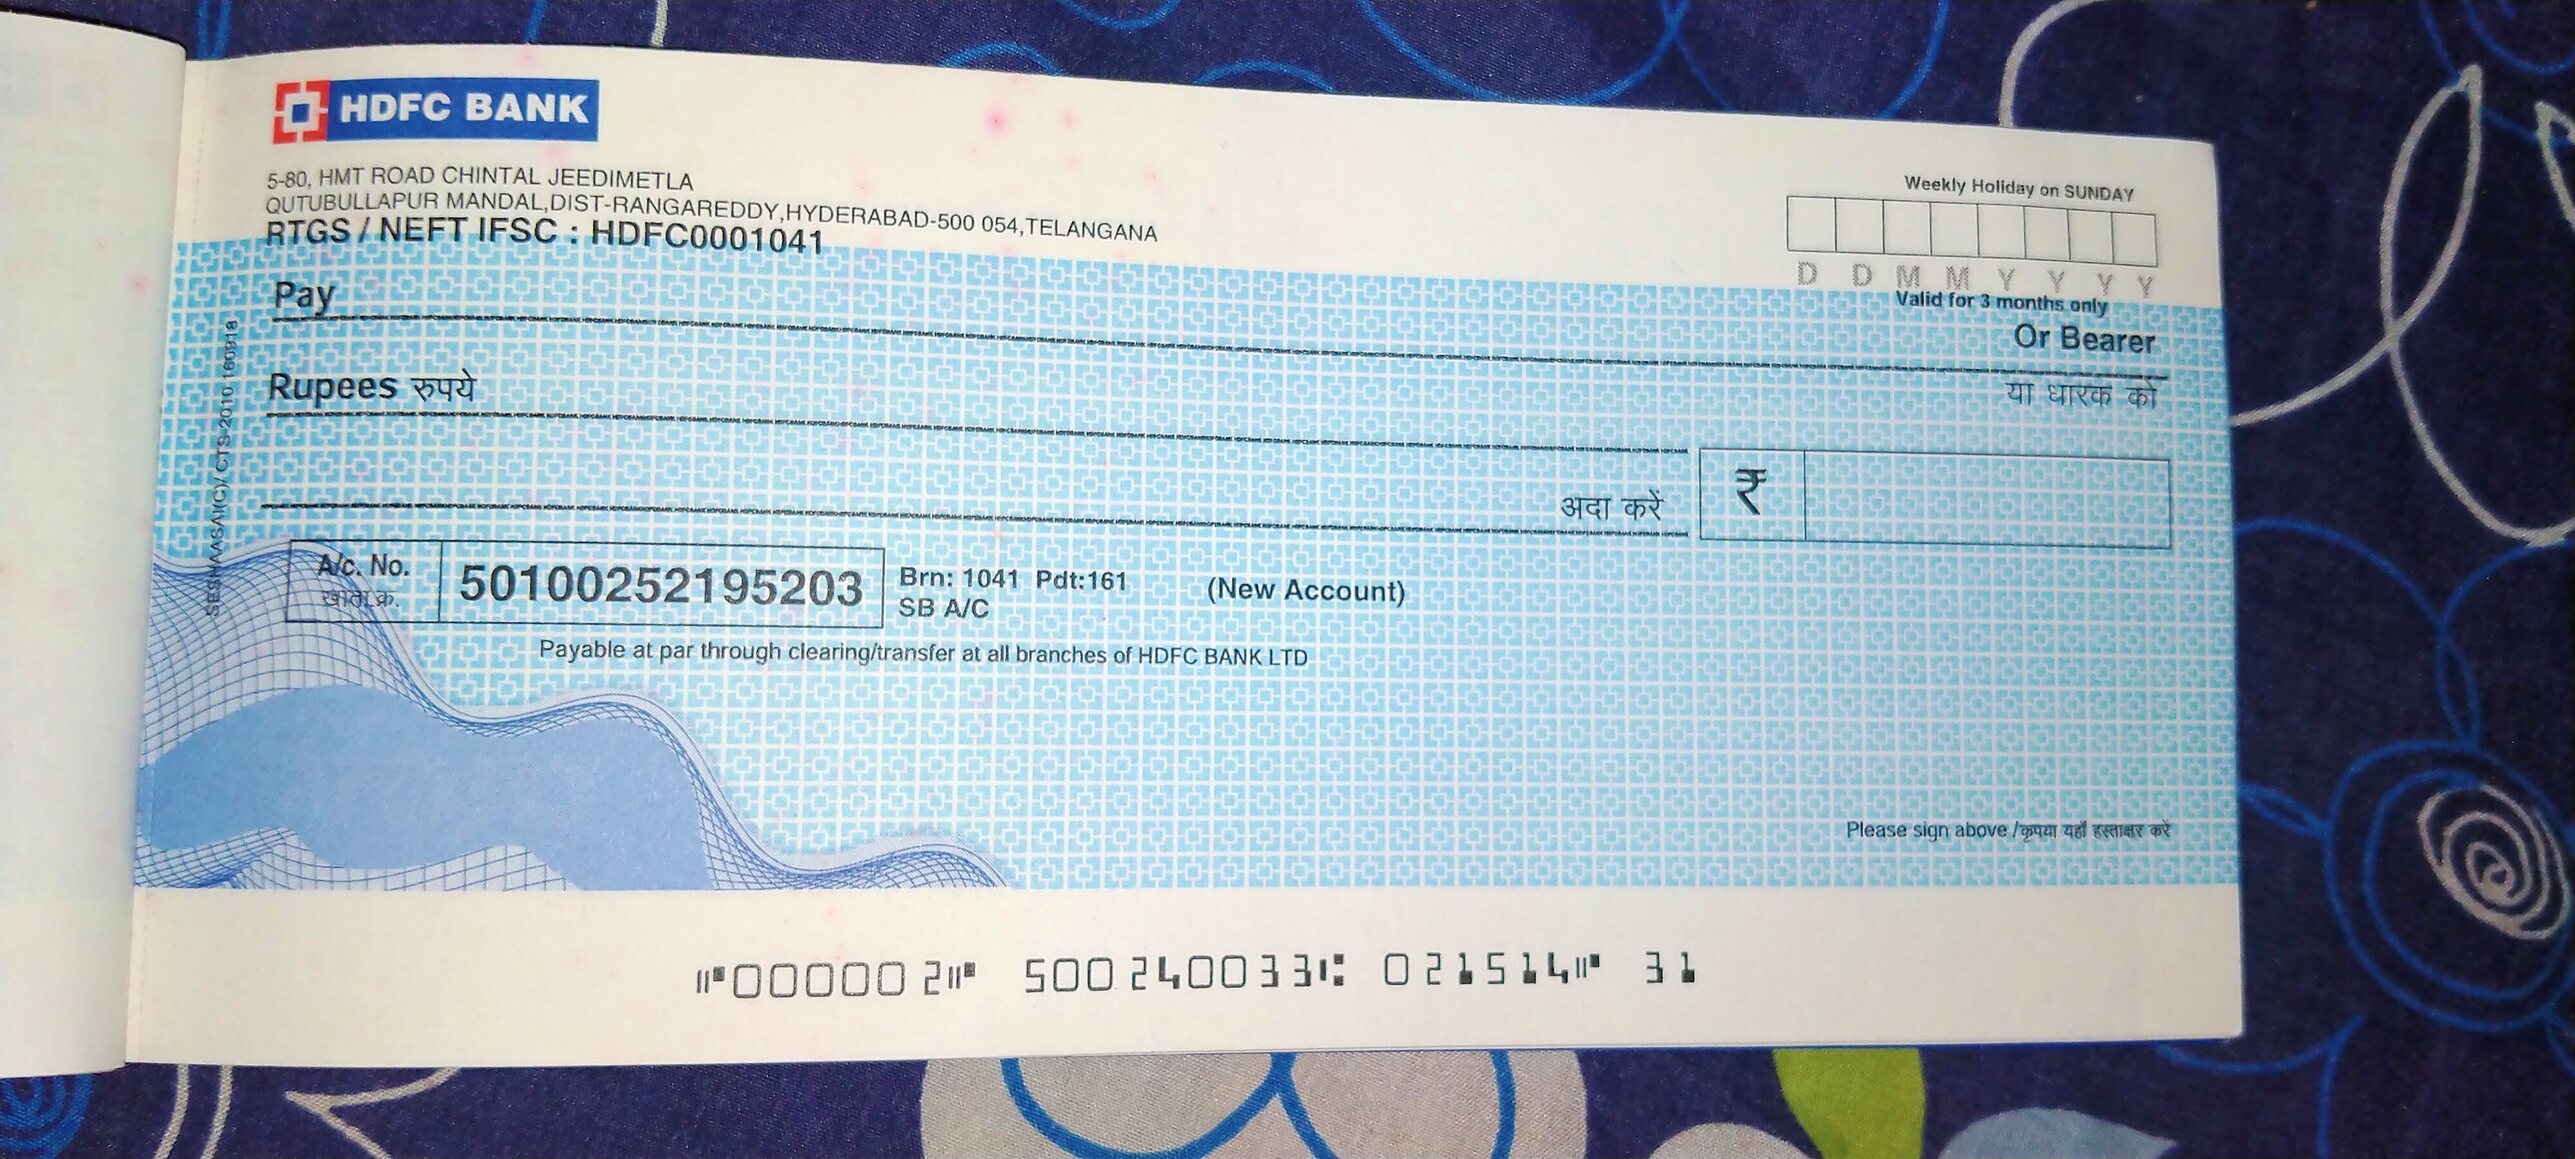 HDFC BANK
5-80, HMT ROAD CHINTAL JEEDIMETLA
QUTUBULLAPUR MANDAL,DIST-RANGAREDDY,HYDERABAD-500 054,TELANGANA
RTGS / NEFT IFSC : HDFC0001041
Weekly Holiday on SUNDAY
D D M M Y Y Y Y
Valid for 3 months only
Pay
Or Bearer
Rupees रुपये
या धारक को
अदा करें
₹
A/c. No.
खाता क्र.
50100252195203
Brn: 1041 Pdt:161
SB A/C
(New Account)
Payable at par through clearing/transfer at all branches of HDFC BANK LTD
Please sign above /कृपया यहाँ हस्ताक्षर करें
CTS-2010 160918
⑈000002⑈ 500240033⑆ 021514⑈ 31